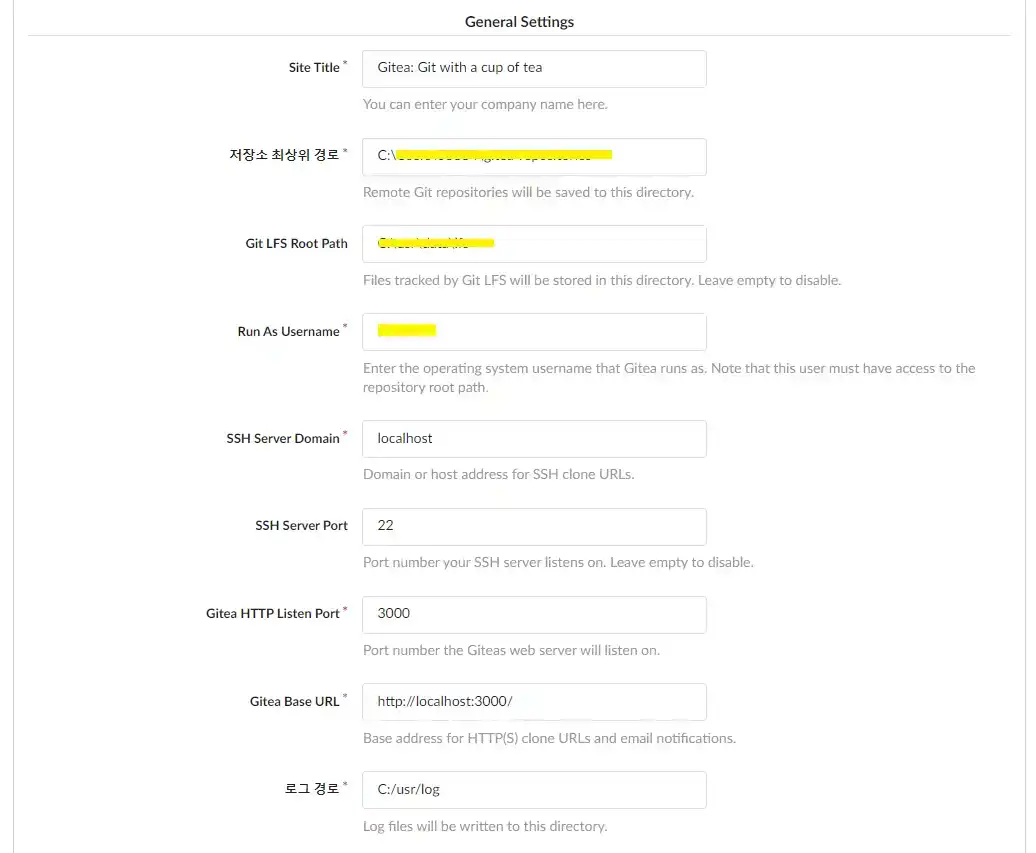 General Settings
Site Title *
Gitea: Git with a cup of tea
You can enter your company name here.
저장소 최상위 경로 *
C:\
Remote Git repositories will be saved to this directory.
Git LFS Root Path
Files tracked by Git LFS will be stored in this directory. Leave empty to disable.
Run As Username *
Enter the operating system username that Gitea runs as. Note that this user must have access to the
repository root path.
SSH Server Domain *
localhost
Domain or host address for SSH clone URLs.
SSH Server Port
22
Port number your SSH server listens on. Leave empty to disable.
Gitea HTTP Listen Port *
3000
Port number the Giteas web server will listen on.
Gitea Base URL *
http://localhost:3000/
Base address for HTTP(S) clone URLs and email notifications.
로그 경로 *
C:/usr/log
Log files will be written to this directory.